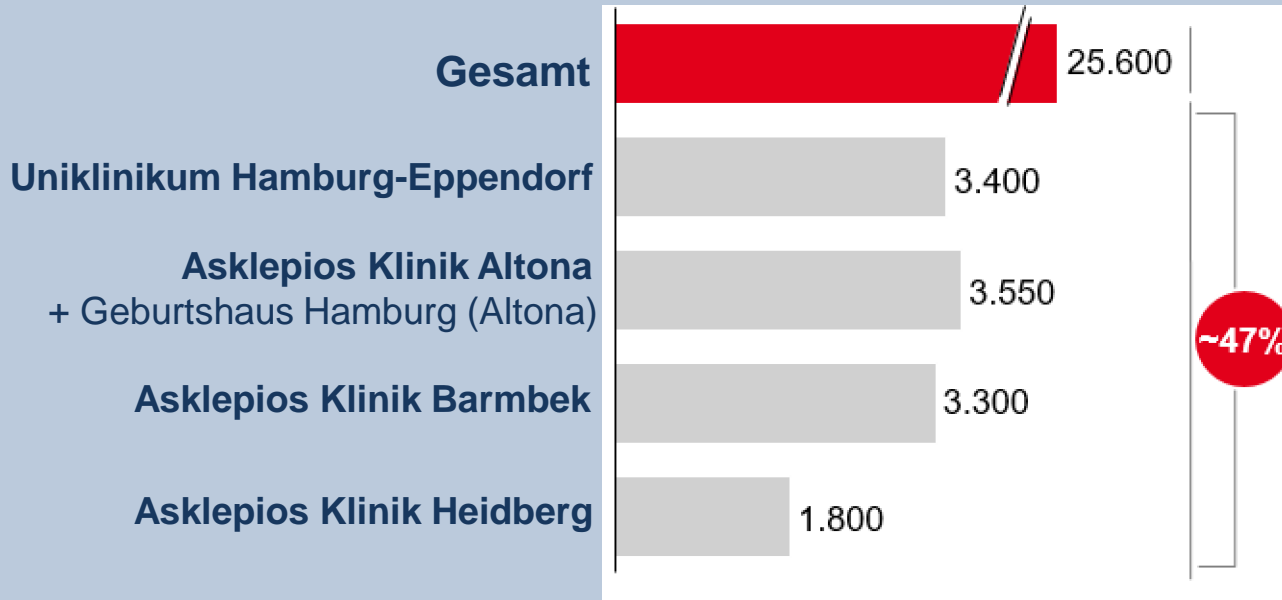 Gesamt
25.600
Uniklinikum Hamburg-Eppendorf
3.400
Asklepios Klinik Altona
+ Geburtshaus Hamburg (Altona)
3.550
~47%
Asklepios Klinik Barmbek
3.300
Asklepios Klinik Heidberg
1.800